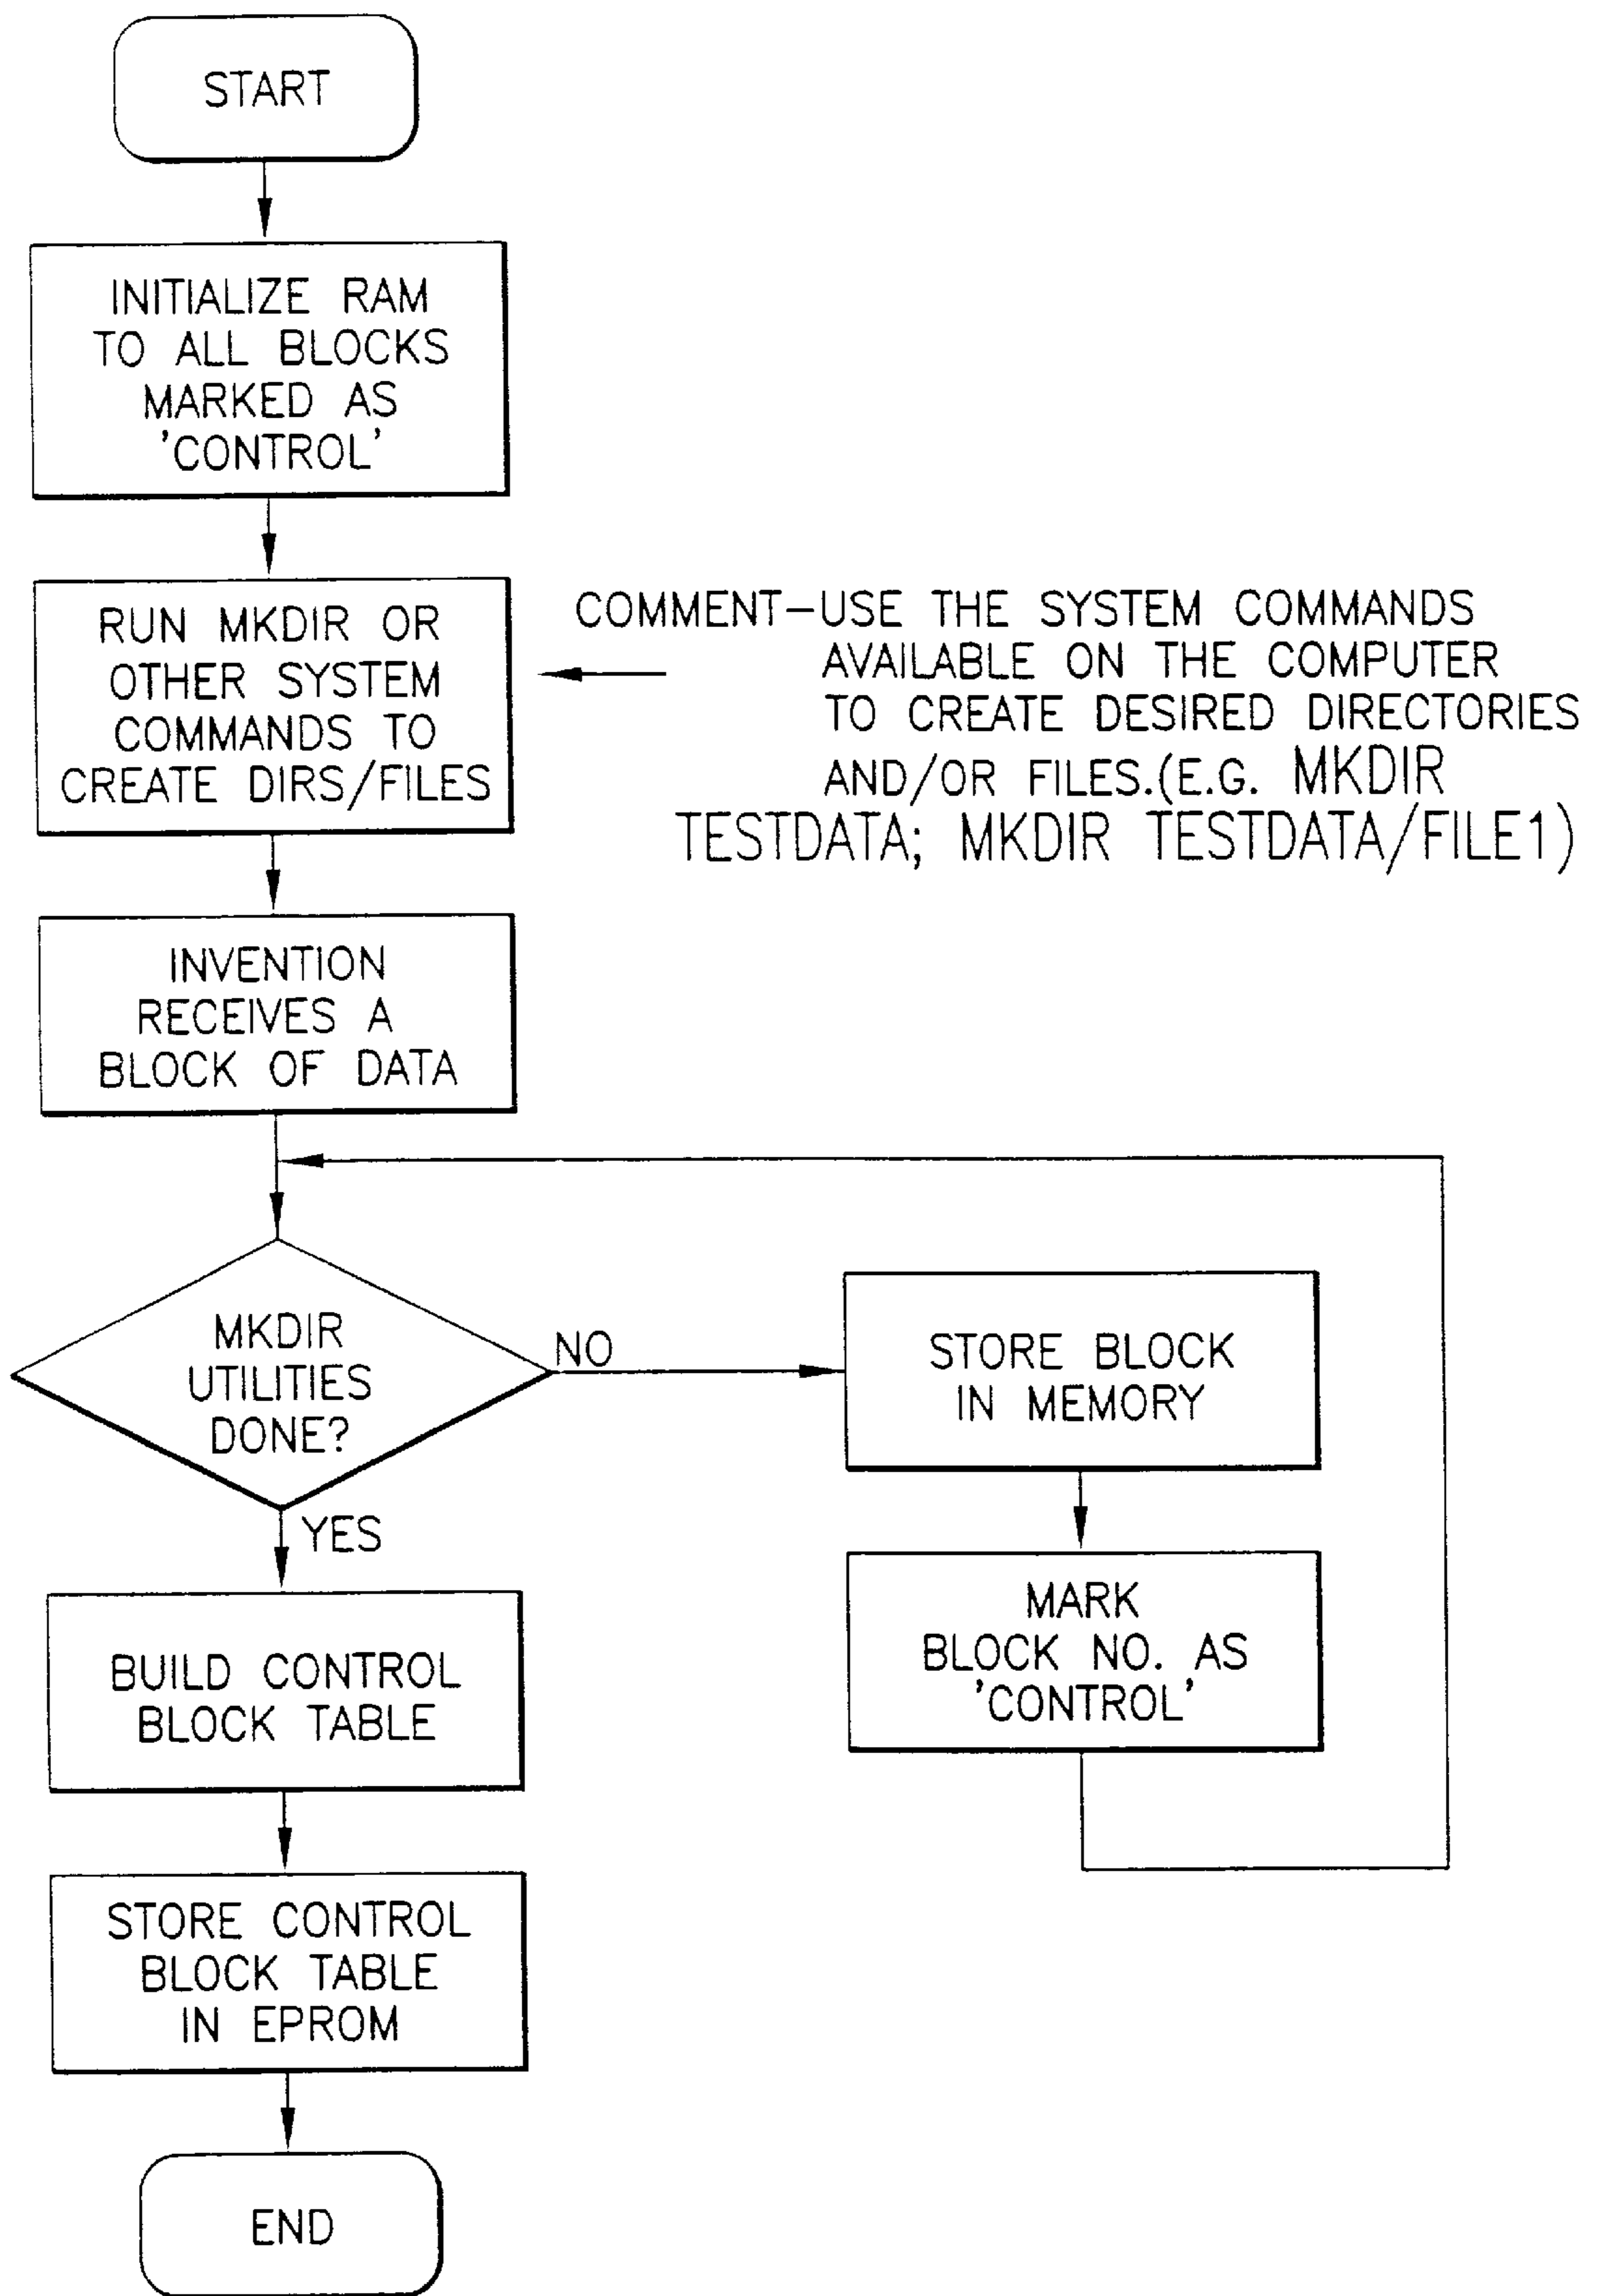 START
INITIALIZE RAM
TO ALL BLOCKS
MARKED AS
'CONTROL'
RUN MKDIR OR
OTHER SYSTEM
COMMANDS TO
CREATE DIRS/FILES
COMMENT-USE THE SYSTEM COMMANDS
AVAILABLE ON THE COMPUTER
TO CREATE DESIRED DIRECTORIES
AND/OR FILES.(E.G. MKDIR
TESTDATA; MKDIR TESTDATA/FILE1)
INVENTION
RECEIVES A
BLOCK OF DATA
MKDIR
UTILITIES
DONE?
NO
STORE BLOCK
IN MEMORY
MARK
BLOCK NO. AS
'CONTROL'
YES
BUILD CONTROL
BLOCK TABLE
STORE CONTROL
BLOCK TABLE
IN EPROM
END